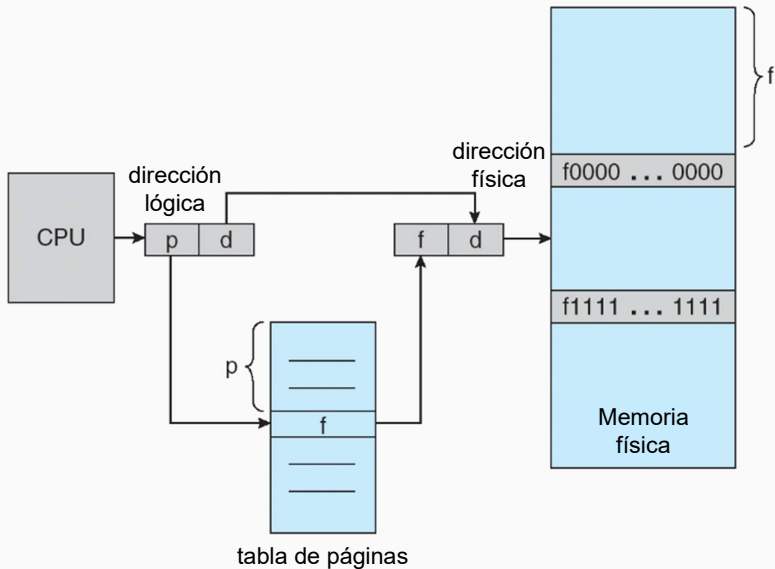 f
dirección
física
f0000 ... 0000
dirección
lógica
CPU
p d
f d
f1111 ... 1111
p
f
Memoria
física
tabla de páginas